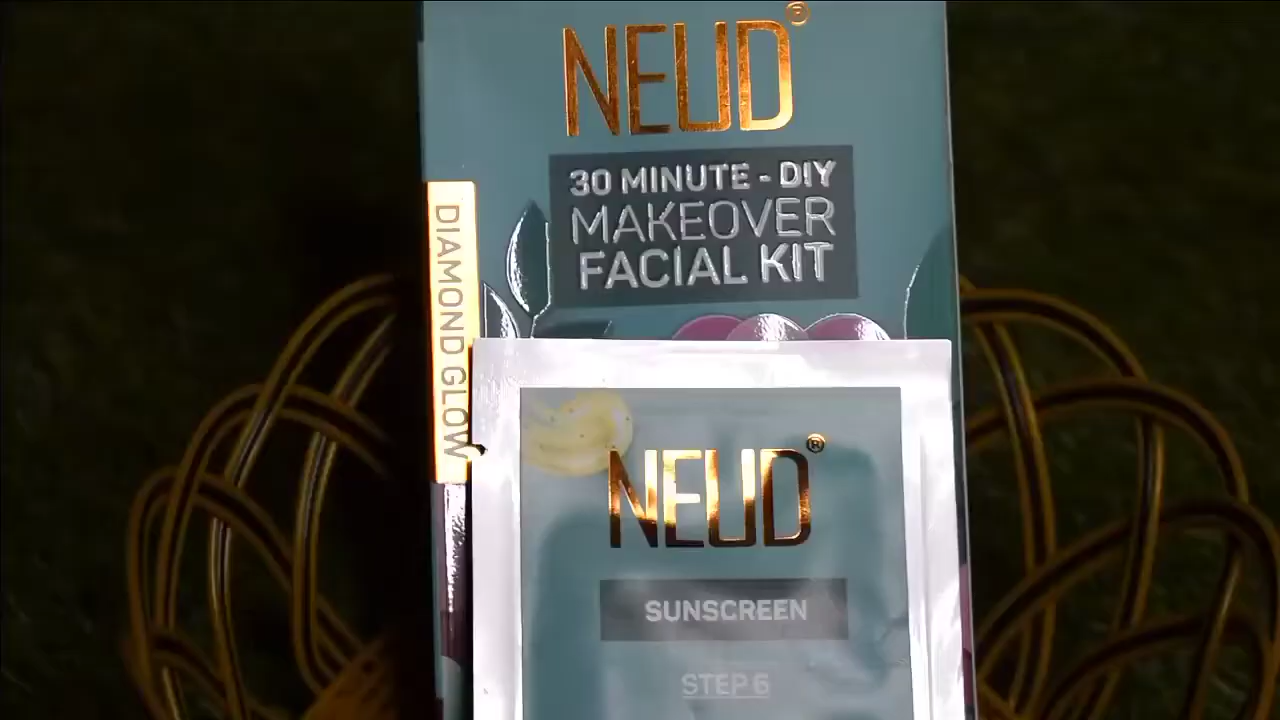 NEUD®
30 MINUTE - DIY
MAKEOVER
FACIAL KIT
DIAMOND GLOW
NEUD®
SUNSCREEN
STEP 6